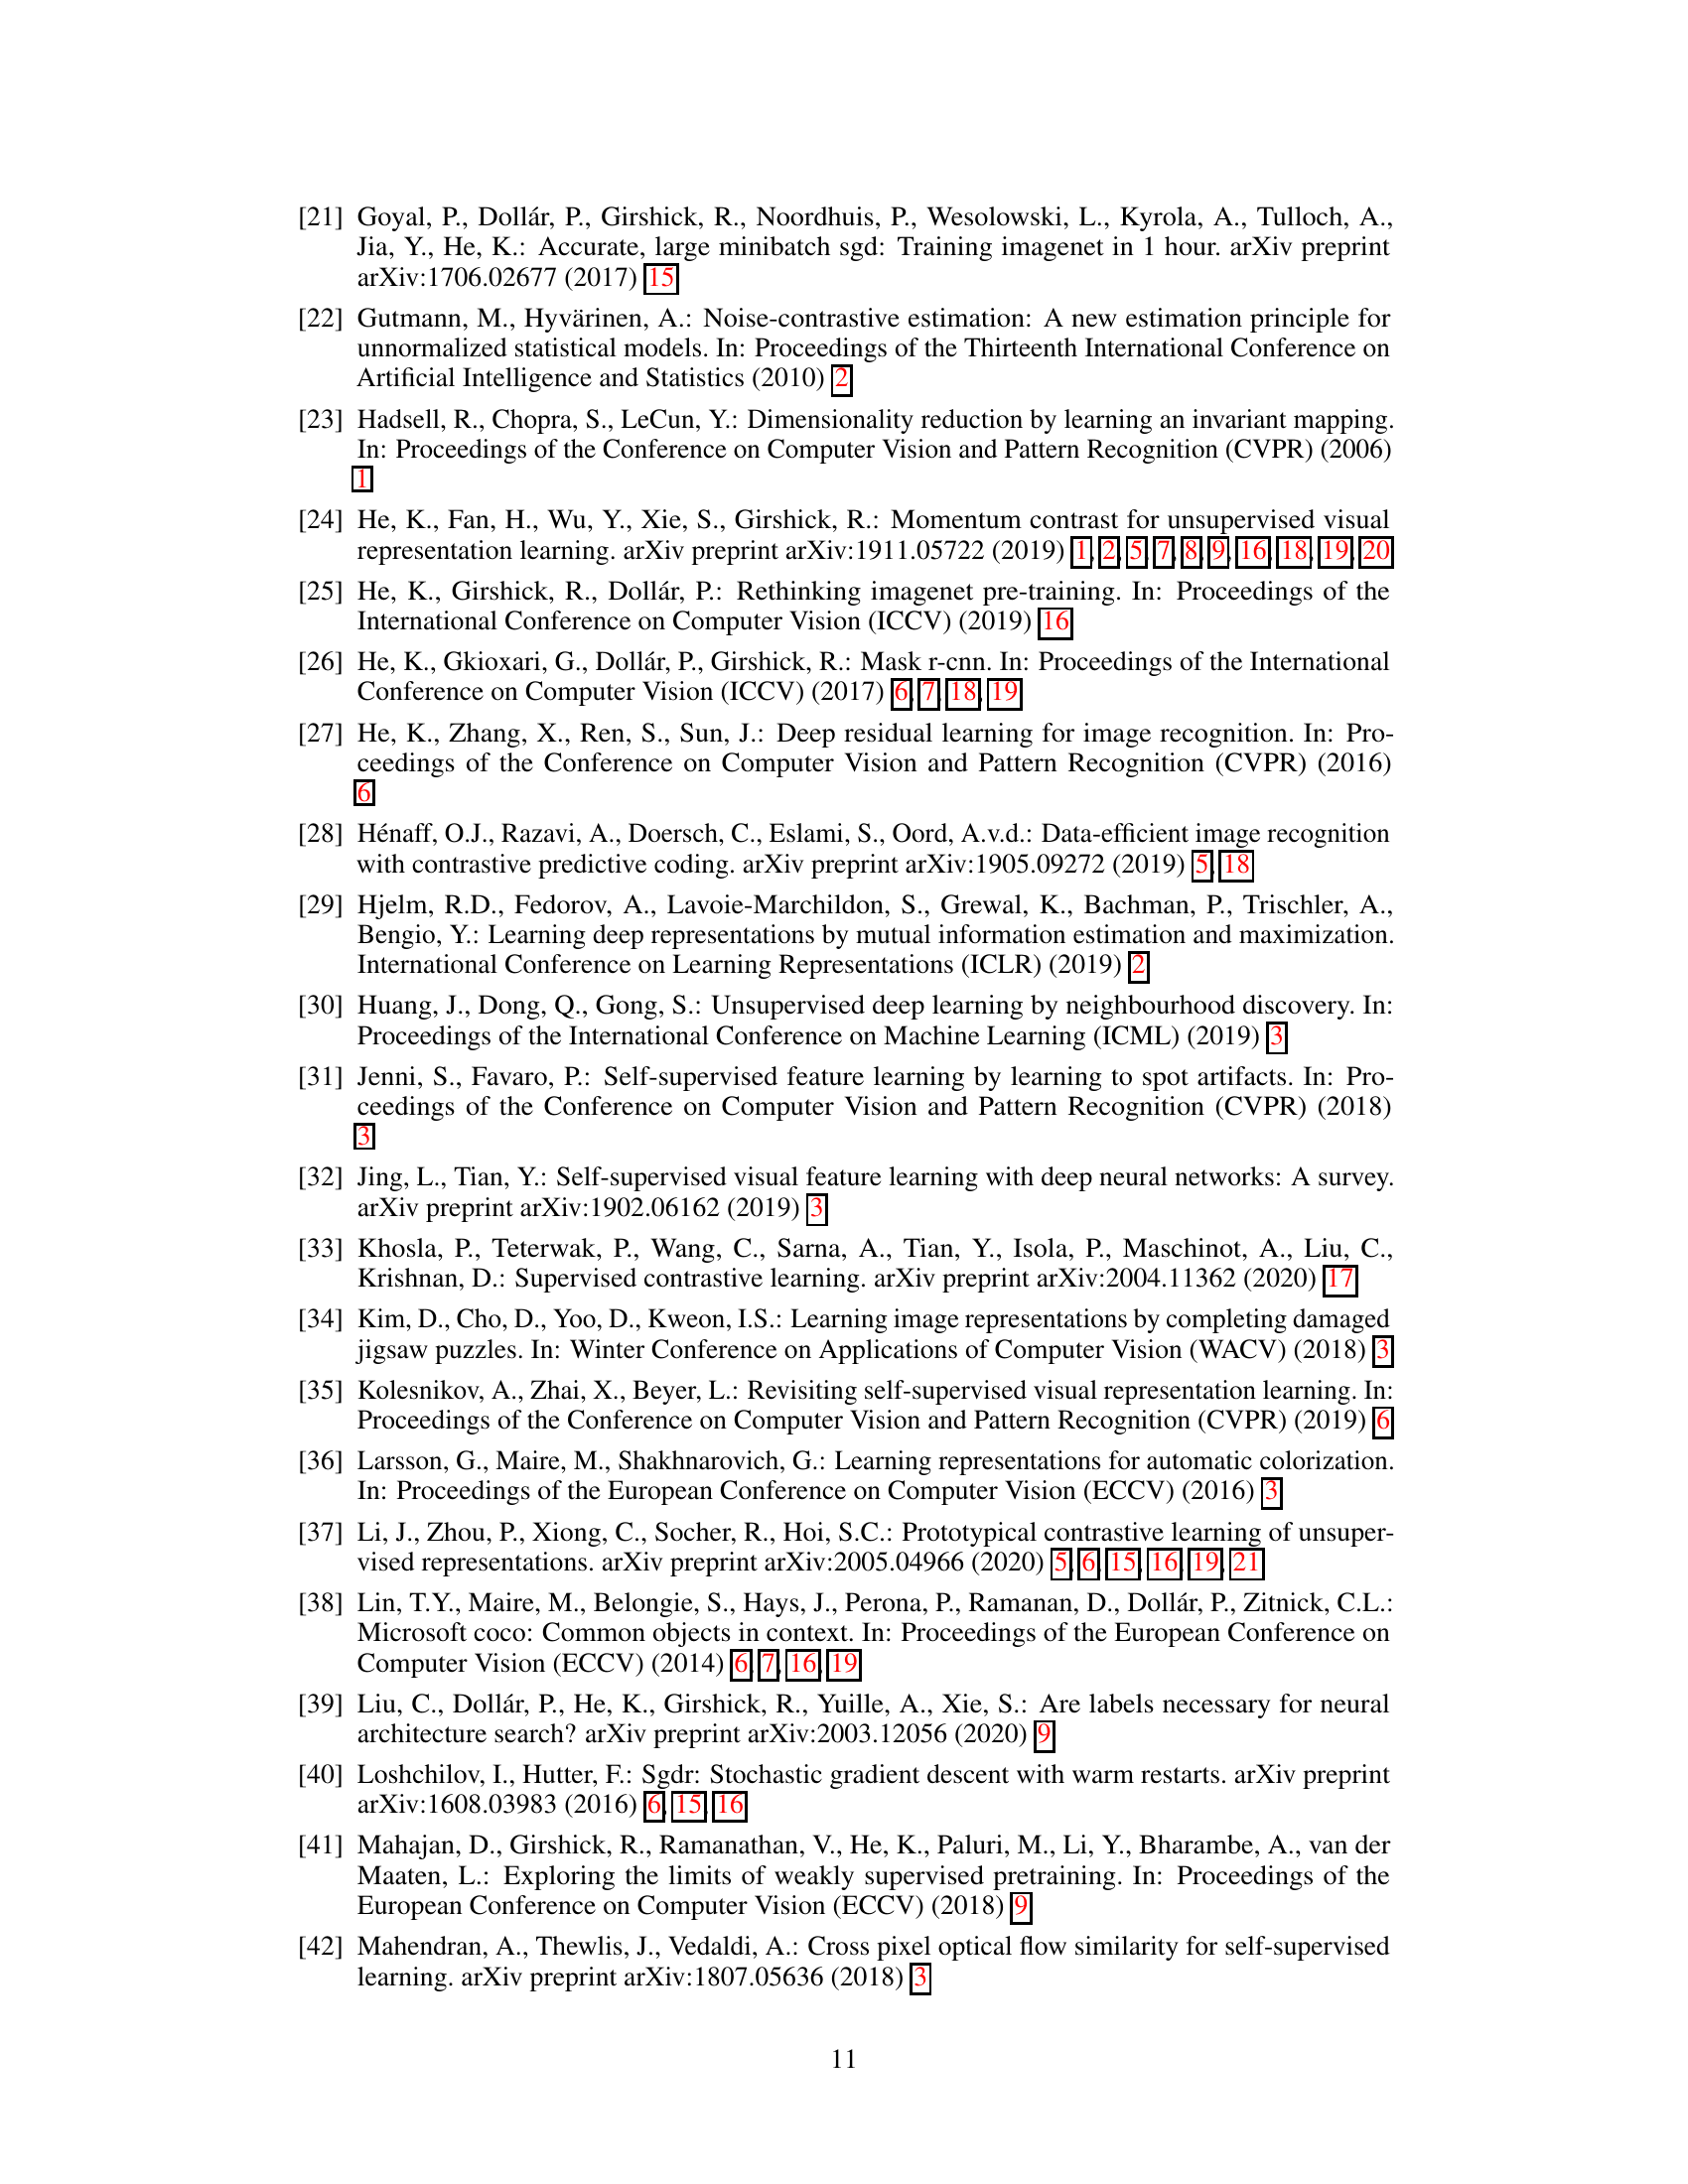 [21] Goyal, P., Dollár, P., Girshick, R., Noordhuis, P., Wesolowski, L., Kyrola, A., Tulloch, A.,
Jia, Y., He, K.: Accurate, large minibatch sgd: Training imagenet in 1 hour. arXiv preprint
arXiv:1706.02677 (2017) 15
[22] Gutmann, M., Hyvärinen, A.: Noise-contrastive estimation: A new estimation principle for
unnormalized statistical models. In: Proceedings of the Thirteenth International Conference on
Artificial Intelligence and Statistics (2010) 2
[23] Hadsell, R., Chopra, S., LeCun, Y.: Dimensionality reduction by learning an invariant mapping.
In: Proceedings of the Conference on Computer Vision and Pattern Recognition (CVPR) (2006)
1
[24] He, K., Fan, H., Wu, Y., Xie, S., Girshick, R.: Momentum contrast for unsupervised visual
representation learning. arXiv preprint arXiv:1911.05722 (2019) 1, 2, 5, 7, 8, 9, 16, 18, 19, 20
[25] He, K., Girshick, R., Dollár, P.: Rethinking imagenet pre-training. In: Proceedings of the
International Conference on Computer Vision (ICCV) (2019) 16
[26] He, K., Gkioxari, G., Dollár, P., Girshick, R.: Mask r-cnn. In: Proceedings of the International
Conference on Computer Vision (ICCV) (2017) 6, 7, 18, 19
[27] He, K., Zhang, X., Ren, S., Sun, J.: Deep residual learning for image recognition. In: Pro-
ceedings of the Conference on Computer Vision and Pattern Recognition (CVPR) (2016)
6
[28] Hénaff, O.J., Razavi, A., Doersch, C., Eslami, S., Oord, A.v.d.: Data-efficient image recognition
with contrastive predictive coding. arXiv preprint arXiv:1905.09272 (2019) 5, 18
[29] Hjelm, R.D., Fedorov, A., Lavoie-Marchildon, S., Grewal, K., Bachman, P., Trischler, A.,
Bengio, Y.: Learning deep representations by mutual information estimation and maximization.
International Conference on Learning Representations (ICLR) (2019) 2
[30] Huang, J., Dong, Q., Gong, S.: Unsupervised deep learning by neighbourhood discovery. In:
Proceedings of the International Conference on Machine Learning (ICML) (2019) 3
[31] Jenni, S., Favaro, P.: Self-supervised feature learning by learning to spot artifacts. In: Pro-
ceedings of the Conference on Computer Vision and Pattern Recognition (CVPR) (2018)
3
[32] Jing, L., Tian, Y.: Self-supervised visual feature learning with deep neural networks: A survey.
arXiv preprint arXiv:1902.06162 (2019) 3
[33] Khosla, P., Teterwak, P., Wang, C., Sarna, A., Tian, Y., Isola, P., Maschinot, A., Liu, C.,
Krishnan, D.: Supervised contrastive learning. arXiv preprint arXiv:2004.11362 (2020) 17
[34] Kim, D., Cho, D., Yoo, D., Kweon, I.S.: Learning image representations by completing damaged
jigsaw puzzles. In: Winter Conference on Applications of Computer Vision (WACV) (2018) 3
[35] Kolesnikov, A., Zhai, X., Beyer, L.: Revisiting self-supervised visual representation learning. In:
Proceedings of the Conference on Computer Vision and Pattern Recognition (CVPR) (2019) 6
[36] Larsson, G., Maire, M., Shakhnarovich, G.: Learning representations for automatic colorization.
In: Proceedings of the European Conference on Computer Vision (ECCV) (2016) 3
[37] Li, J., Zhou, P., Xiong, C., Socher, R., Hoi, S.C.: Prototypical contrastive learning of unsuper-
vised representations. arXiv preprint arXiv:2005.04966 (2020) 5, 6, 15, 16, 19, 21
[38] Lin, T.Y., Maire, M., Belongie, S., Hays, J., Perona, P., Ramanan, D., Dollár, P., Zitnick, C.L.:
Microsoft coco: Common objects in context. In: Proceedings of the European Conference on
Computer Vision (ECCV) (2014) 6, 7, 16, 19
[39] Liu, C., Dollár, P., He, K., Girshick, R., Yuille, A., Xie, S.: Are labels necessary for neural
architecture search? arXiv preprint arXiv:2003.12056 (2020) 9
[40] Loshchilov, I., Hutter, F.: Sgdr: Stochastic gradient descent with warm restarts. arXiv preprint
arXiv:1608.03983 (2016) 6, 15, 16
[41] Mahajan, D., Girshick, R., Ramanathan, V., He, K., Paluri, M., Li, Y., Bharambe, A., van der
Maaten, L.: Exploring the limits of weakly supervised pretraining. In: Proceedings of the
European Conference on Computer Vision (ECCV) (2018) 9
[42] Mahendran, A., Thewlis, J., Vedaldi, A.: Cross pixel optical flow similarity for self-supervised
learning. arXiv preprint arXiv:1807.05636 (2018) 3
11